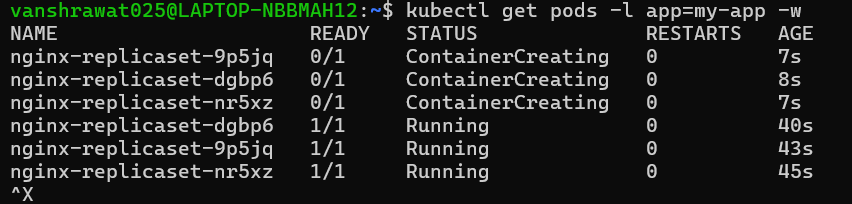 vanshrawat025@LAPTOP-NBBMAH12:~$ kubectl get pods -l app=my-app -w
NAME READY STATUS RESTARTS AGE
nginx-replicaset-9p5jq 0/1 ContainerCreating 0 7s
nginx-replicaset-dgbp6 0/1 ContainerCreating 0 8s
nginx-replicaset-nr5xz 0/1 ContainerCreating 0 7s
nginx-replicaset-dgbp6 1/1 Running 0 40s
nginx-replicaset-9p5jq 1/1 Running 0 43s
nginx-replicaset-nr5xz 1/1 Running 0 45s
^X